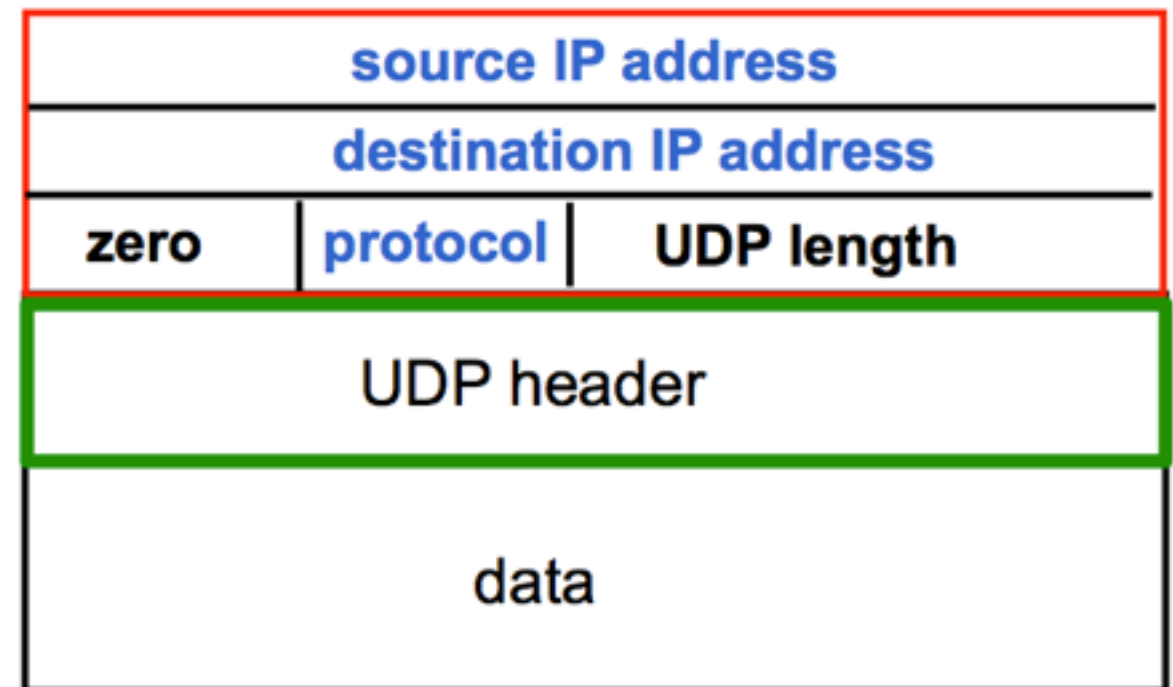 source IP address
destination IP address
zero protocol UDP length
UDP header
data